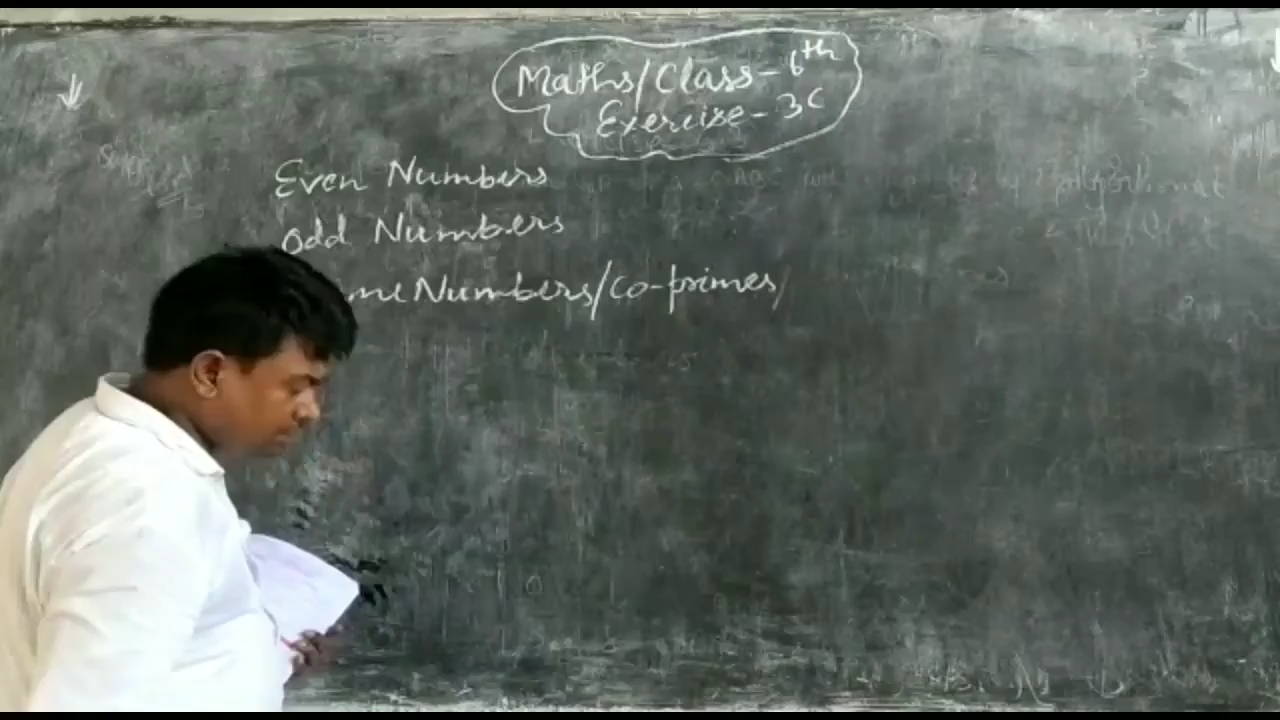 Maths/Class-6th
Exercise-3C
Even Numbers
Odd Numbers
Numbers/Co-primes/